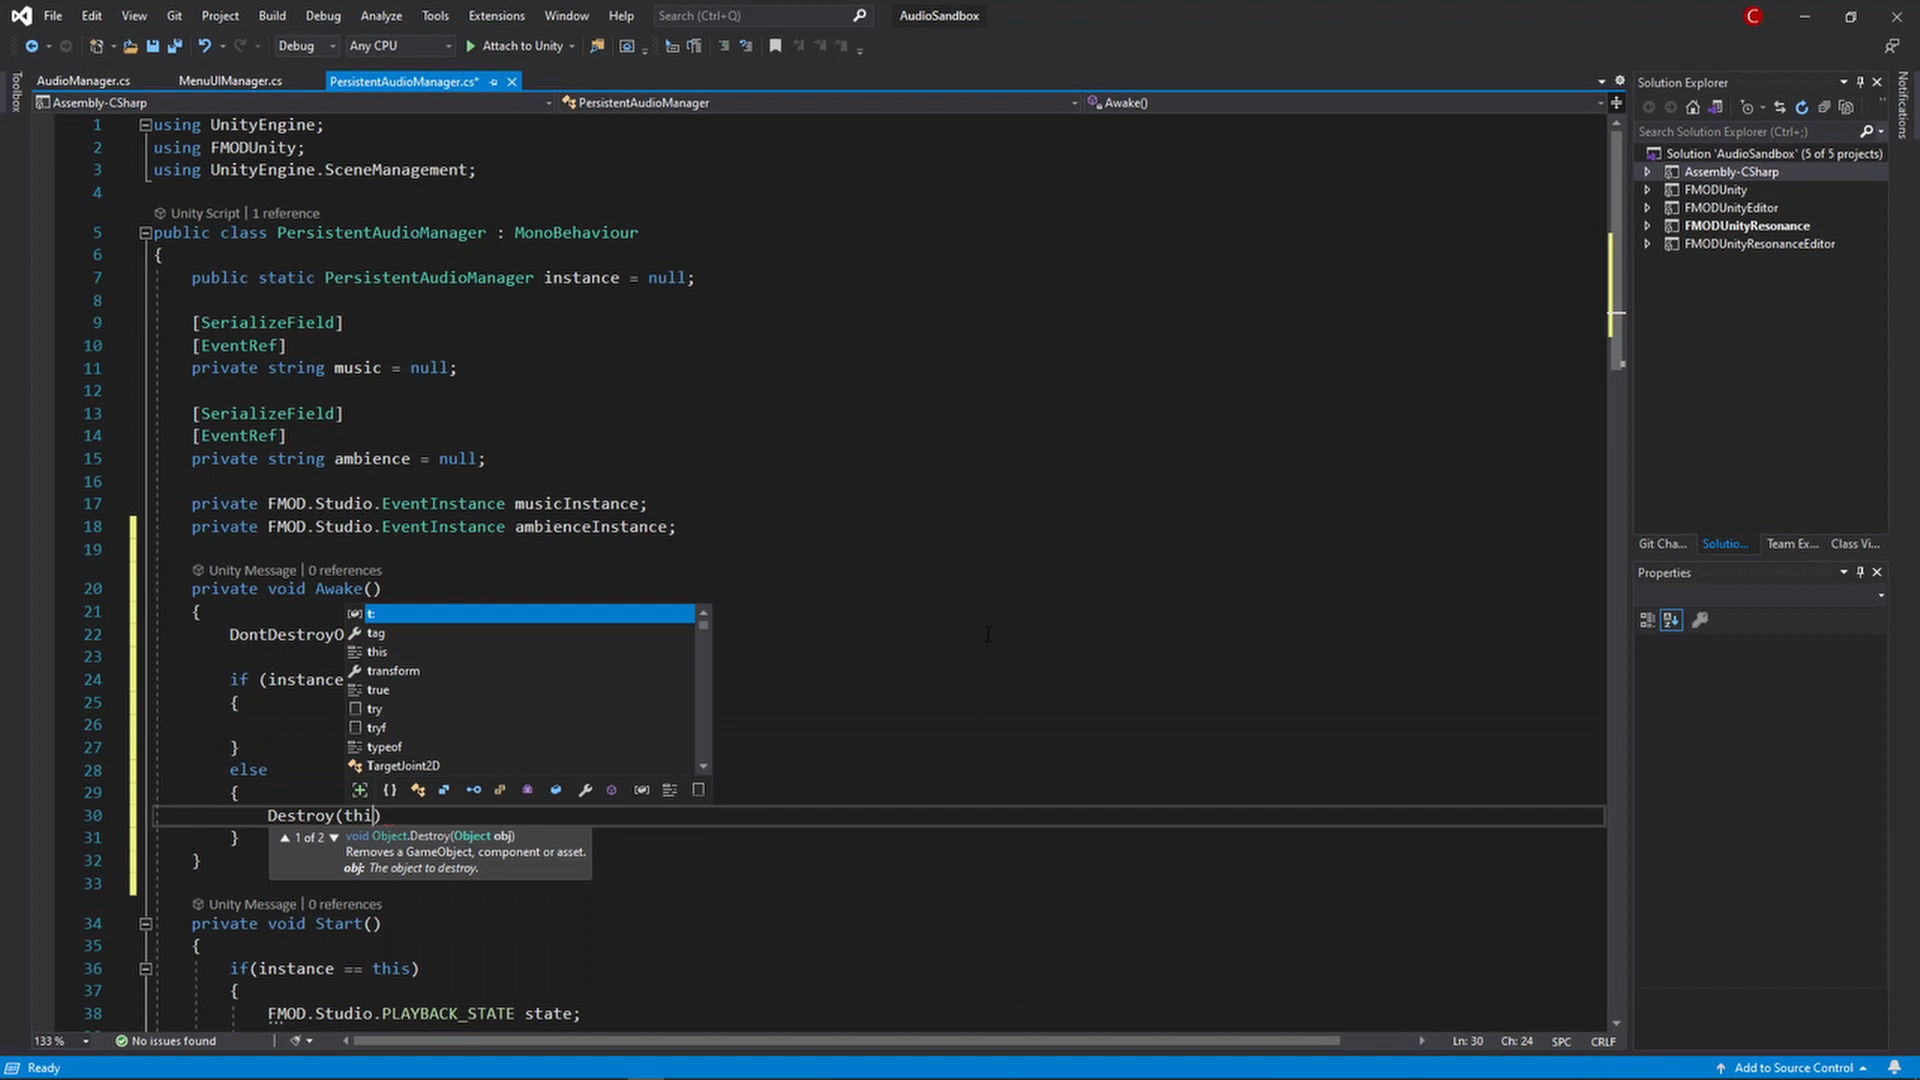 File Edit View Git Project Build Debug Analyze Tools Extensions Window Help Search (Ctrl+Q) AudioSandbox C
Debug Any CPU Attach to Unity
Toolbox
AudioManager.cs MenuUIManager.cs PersistentAudioManager.cs*
Assembly-CSharp PersistentAudioManager Awake()
1 using UnityEngine;
2 using FMODUnity;
3 using UnityEngine.SceneManagement;
4
Unity Script | 1 reference
5 public class PersistentAudioManager : MonoBehaviour
6 {
7 public static PersistentAudioManager instance = null;
8
9 [SerializeField]
10 [EventRef]
11 private string music = null;
12
13 [SerializeField]
14 [EventRef]
15 private string ambience = null;
16
17 private FMOD.Studio.EventInstance musicInstance;
18 private FMOD.Studio.EventInstance ambienceInstance;
19
Unity Message | 0 references
20 private void Awake()
21 {
22 DontDestroyO
23
24 if (instance
25 {
26
27 }
28 else
29 {
30 Destroy(thi)
31 }
32 }
33
t:
tag
this
transform
true
try
tryf
typeof
TargetJoint2D
1 of 2 void Object.Destroy(Object obj)
Removes a GameObject, component or asset.
obj: The object to destroy.
Unity Message | 0 references
34 private void Start()
35 {
36 if(instance == this)
37 {
38 FMOD.Studio.PLAYBACK_STATE state;
133 % No issues found Ln: 30 Ch: 24 SPC CRLF
Solution Explorer
Search Solution Explorer (Ctrl+;)
Solution 'AudioSandbox' (5 of 5 projects)
Assembly-CSharp
FMODUnity
FMODUnityEditor
FMODUnityResonance
FMODUnityResonanceEditor
Git Cha... Solutio... Team Ex... Class Vi...
Properties
Notifications
Ready Add to Source Control